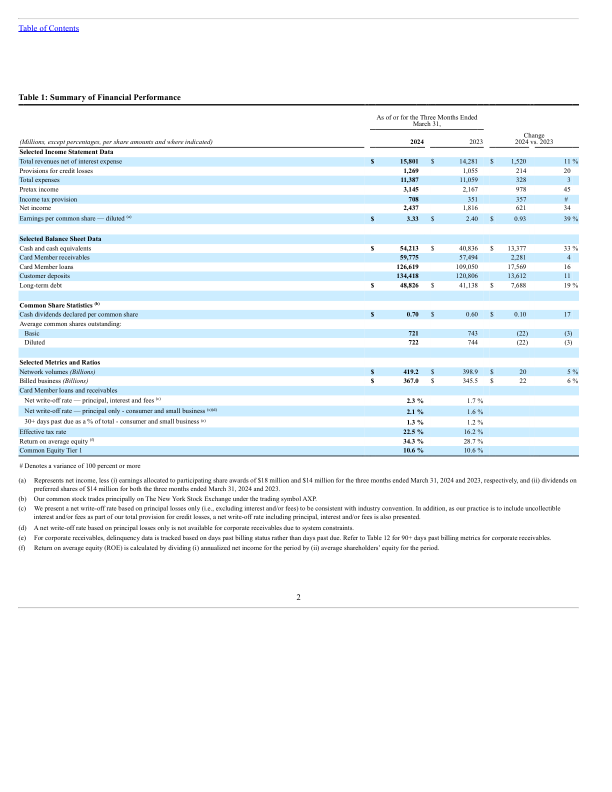 Table of Contents
Table 1: Summary of Financial Performance
As of or for the Three Months Ended
March 31,
Change
2024 vs. 2023
(Millions, except percentages, per share amounts and where indicated) 2024 2023
Selected Income Statement Data
Total revenues net of interest expense $ 15,801 $ 14,281 $ 1,520 11 %
Provisions for credit losses 1,269 1,055 214 20
Total expenses 11,387 11,059 328 3
Pretax income 3,145 2,167 978 45
Income tax provision 708 351 357 #
Net income 2,437 1,816 621 34
Earnings per common share — diluted (a) $ 3.33 $ 2.40 $ 0.93 39 %
Selected Balance Sheet Data
Cash and cash equivalents $ 54,213 $ 40,836 $ 13,377 33 %
Card Member receivables 59,775 57,494 2,281 4
Card Member loans 126,619 109,050 17,569 16
Customer deposits 134,418 120,806 13,612 11
Long-term debt $ 48,826 $ 41,138 $ 7,688 19 %
Common Share Statistics (b)
Cash dividends declared per common share $ 0.70 $ 0.60 $ 0.10 17
Average common shares outstanding:
Basic 721 743 (22) (3)
Diluted 722 744 (22) (3)
Selected Metrics and Ratios
Network volumes (Billions) $ 419.2 $ 398.9 $ 20 5 %
Billed business (Billions) $ 367.0 $ 345.5 $ 22 6 %
Card Member loans and receivables
Net write-off rate — principal, interest and fees (c) 2.3 % 1.7 %
Net write-off rate — principal only - consumer and small business (c)(d) 2.1 % 1.6 %
30+ days past due as a % of total - consumer and small business (e) 1.3 % 1.2 %
Effective tax rate 22.5 % 16.2 %
Return on average equity (f) 34.3 % 28.7 %
Common Equity Tier 1 10.6 % 10.6 %
# Denotes a variance of 100 percent or more
(a) Represents net income, less (i) earnings allocated to participating share awards of $18 million and $14 million for the three months ended March 31, 2024 and 2023, respectively, and (ii) dividends on
preferred shares of $14 million for both the three months ended March 31, 2024 and 2023.
(b) Our common stock trades principally on The New York Stock Exchange under the trading symbol AXP.
(c) We present a net write-off rate based on principal losses only (i.e., excluding interest and/or fees) to be consistent with industry convention. In addition, as our practice is to include uncollectible
interest and/or fees as part of our total provision for credit losses, a net write-off rate including principal, interest and/or fees is also presented.
(d) A net write-off rate based on principal losses only is not available for corporate receivables due to system constraints.
(e) For corporate receivables, delinquency data is tracked based on days past billing status rather than days past due. Refer to Table 12 for 90+ days past billing metrics for corporate receivables.
(f) Return on average equity (ROE) is calculated by dividing (i) annualized net income for the period by (ii) average shareholders' equity for the period.
2